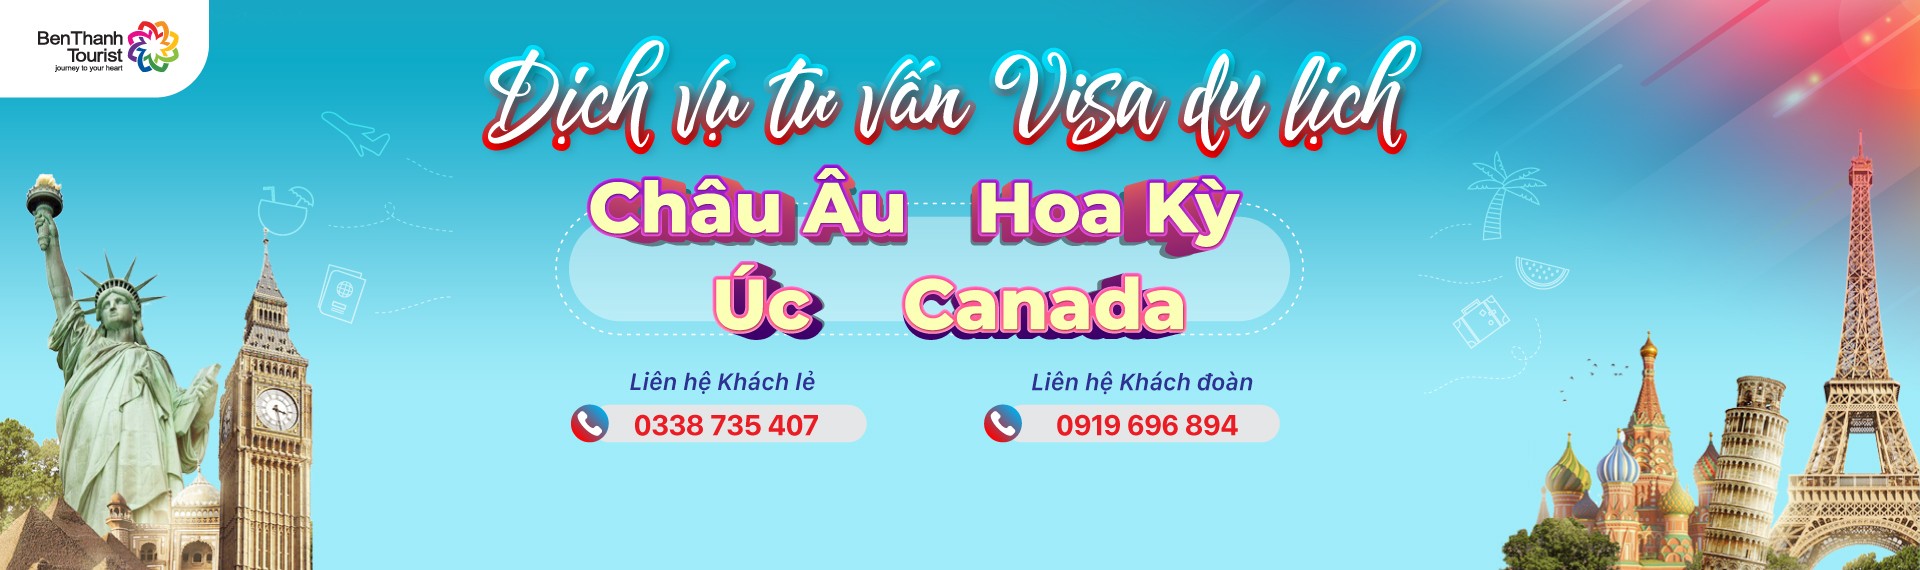 BenThanh
Tourist
journey to your heart
Dịch vụ tư vấn Visa du lịch
Châu Âu Hoa Kỳ
Úc Canada
Liên hệ Khách lẻ Liên hệ Khách đoàn
0338 735 407 0919 696 894